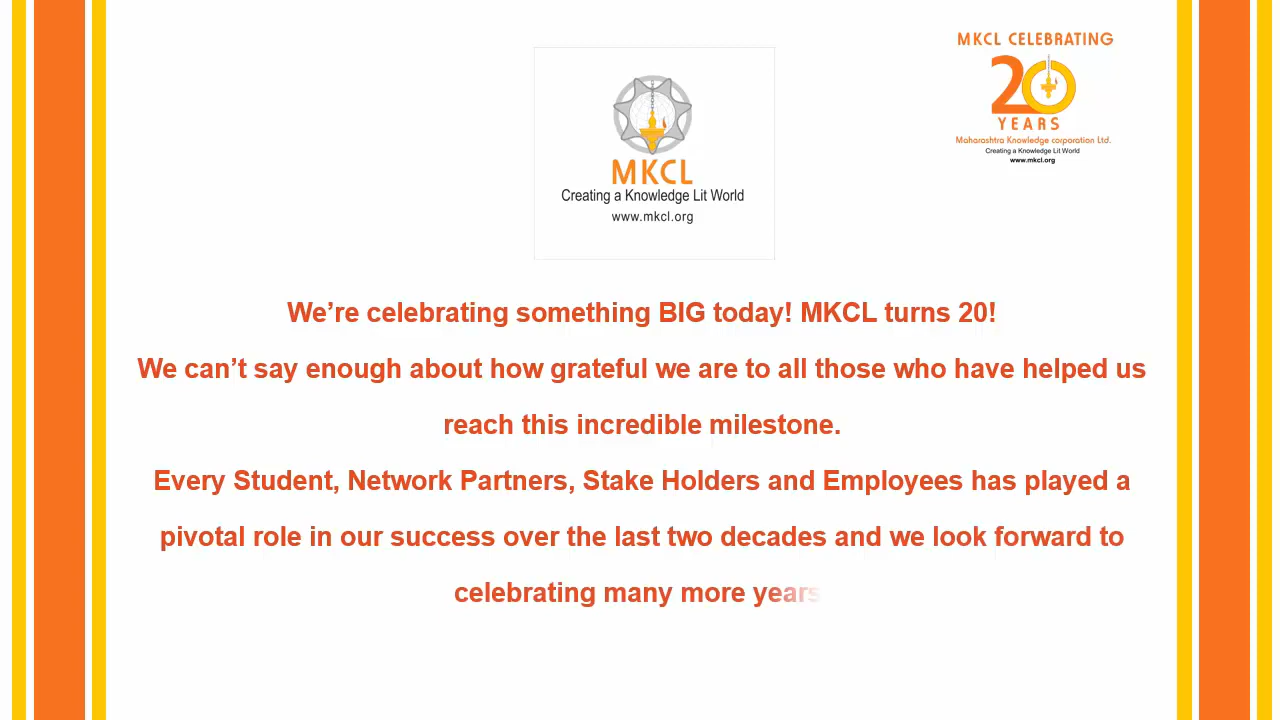 MKCL CELEBRATING
20
YEARS
Maharashtra Knowledge corporation Ltd.
Creating a Knowledge Lit World
www.mkcl.org
MKCL
Creating a Knowledge Lit World
www.mkcl.org
We’re celebrating something BIG today! MKCL turns 20!
We can’t say enough about how grateful we are to all those who have helped us
reach this incredible milestone.
Every Student, Network Partners, Stake Holders and Employees has played a
pivotal role in our success over the last two decades and we look forward to
celebrating many more years